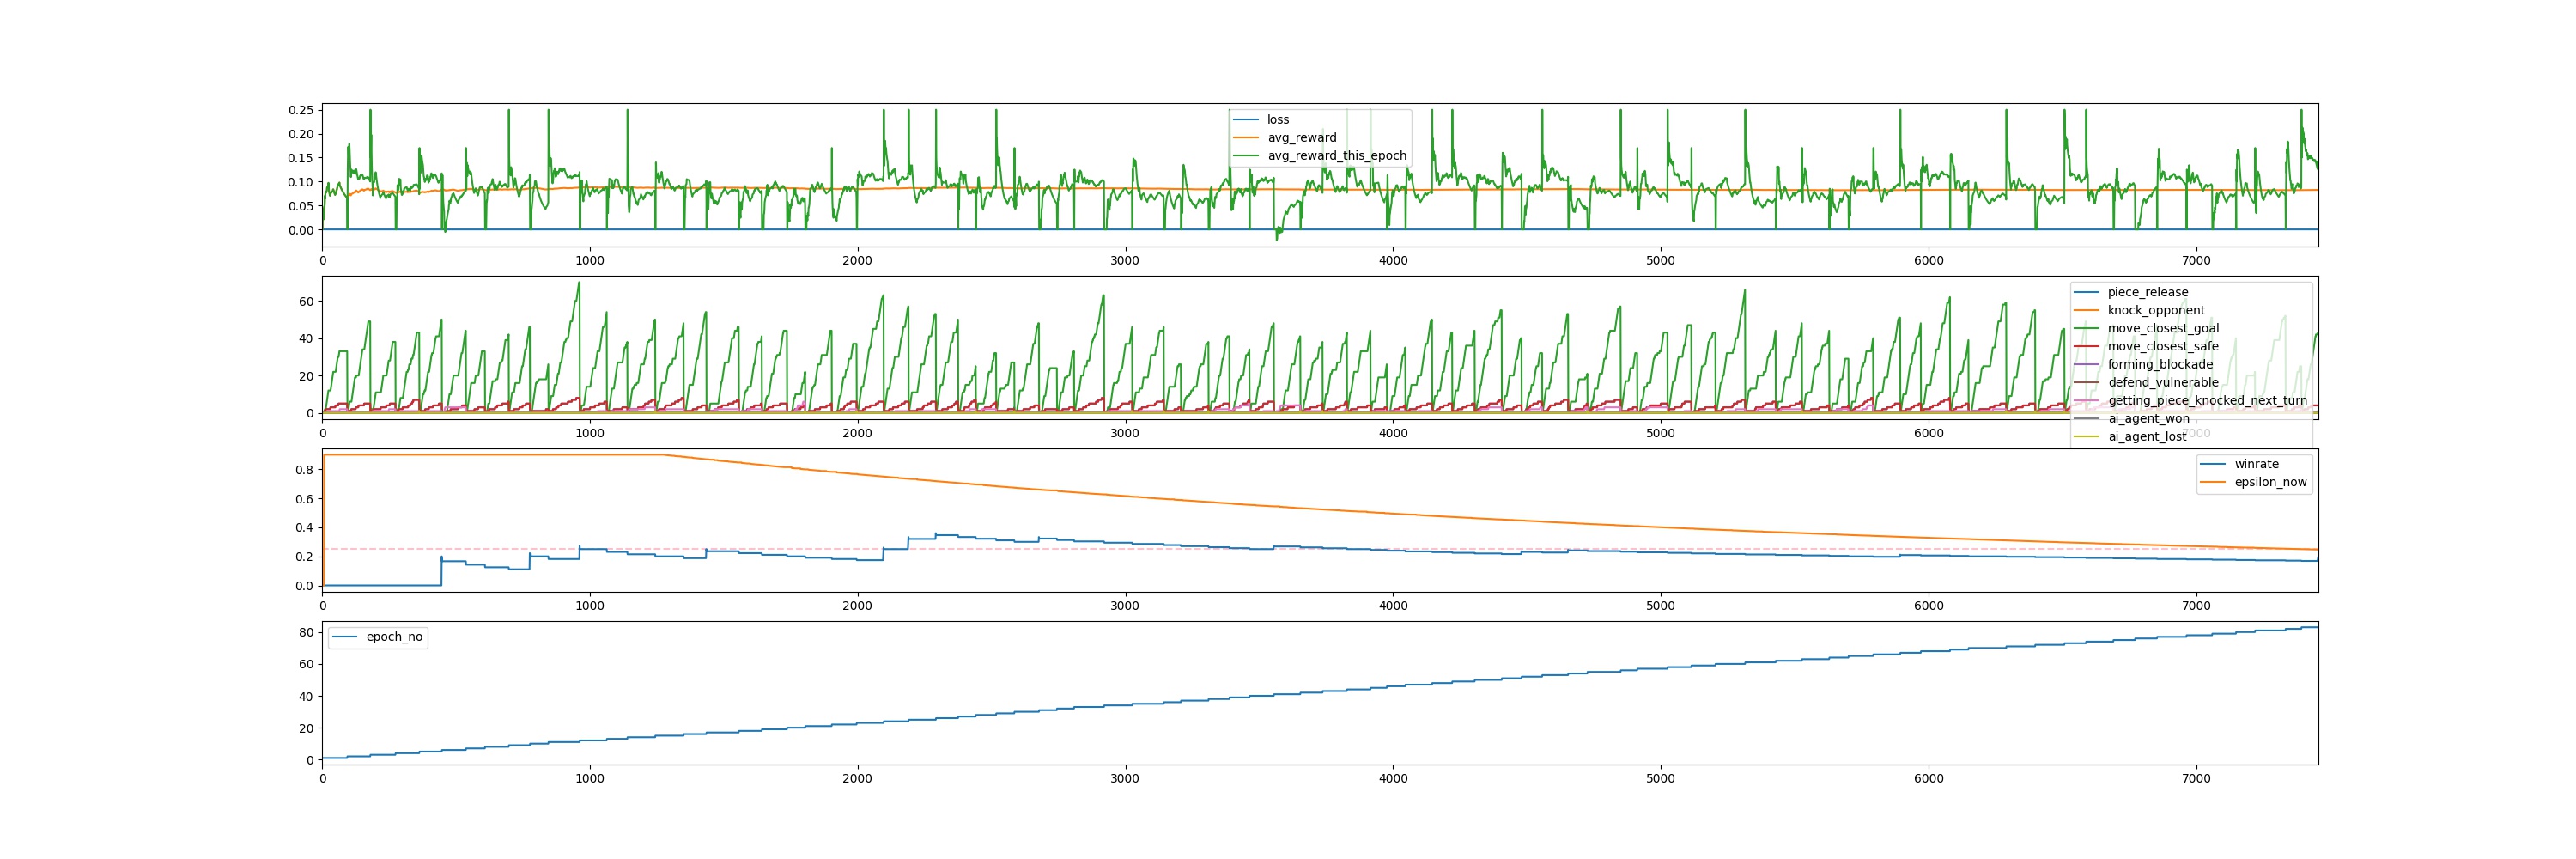 0.25
0.20
0.15
0.10
0.05
0.00
loss
avg_reward
avg_reward_this_epoch
0 1000 2000 3000 4000 5000 6000 7000
60
40
20
0
piece_release
knock_opponent
move_closest_goal
move_closest_safe
forming_blockade
defend_vulnerable
getting_piece_knocked_next_turn
ai_agent_won
ai_agent_lost
0 1000 2000 3000 4000 5000 6000 7000
0.8
0.6
0.4
0.2
0.0
winrate
epsilon_now
0 1000 2000 3000 4000 5000 6000 7000
80
60
40
20
0
epoch_no
0 1000 2000 3000 4000 5000 6000 7000